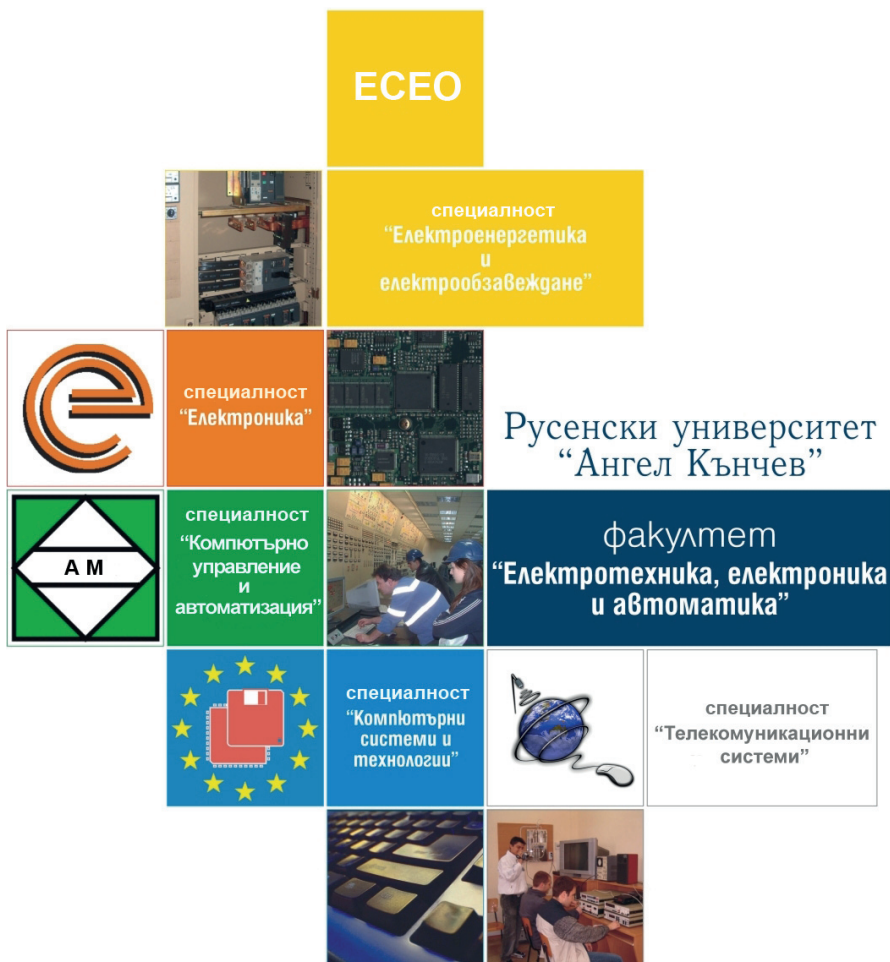 ЕСЕО
специалност
“Електроенергетика
и
електрообзавеждане”
специалност
“Електроника”
Русенски университет
“Ангел Кънчев”
АМ
специалност
“Компютърно
управление
и
автоматизация”
факултет
“Електротехника, електроника
и автоматика”
специалност
“Компютърни
системи и
технологии”
специалност
“Телекомуникационни
системи”